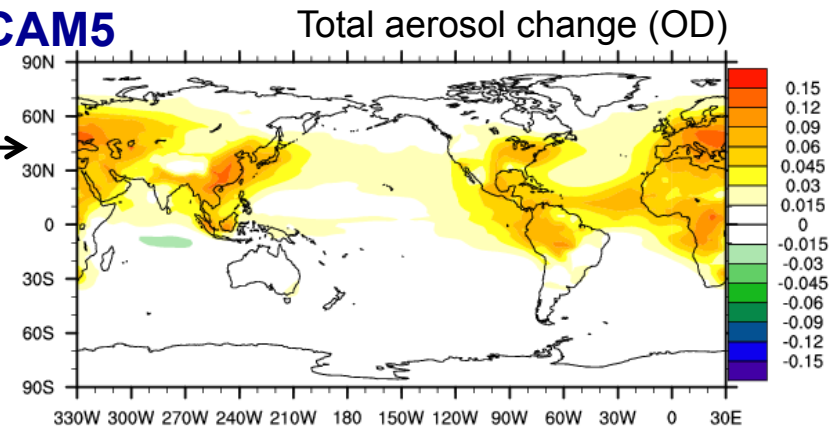 CAM5
Total aerosol change (OD)
90N
60N
30N
0
30S
60S
90S
330W 300W 270W 240W 210W 180 150W 120W 90W 60W 30W 0 30E
0.15
0.12
0.09
0.06
0.045
0.03
0.015
0
-0.015
-0.03
-0.045
-0.06
-0.09
-0.12
-0.15